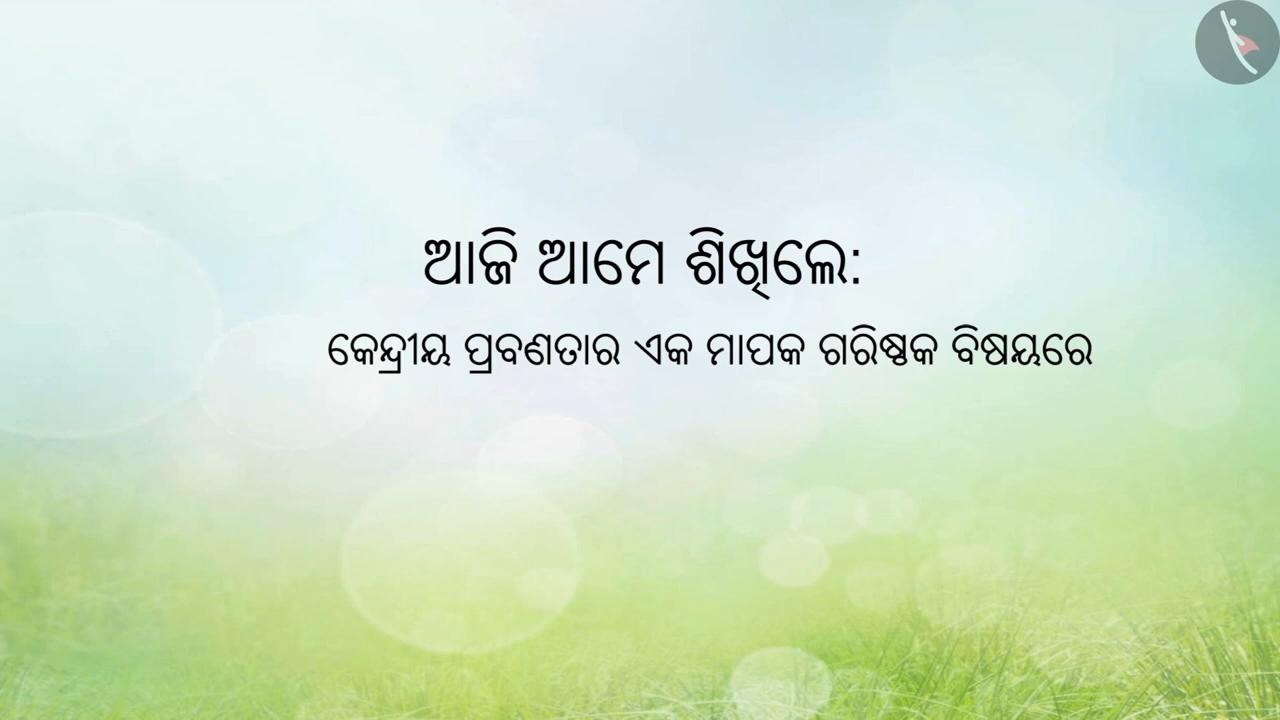 ଆଜି ଆମେ ଶିଖିଲେ:
କେନ୍ଦ୍ରୀୟ ପ୍ରବଣତାର ଏକ ମାପକ ଗରିଷ୍ଠକ ବିଷୟରେ